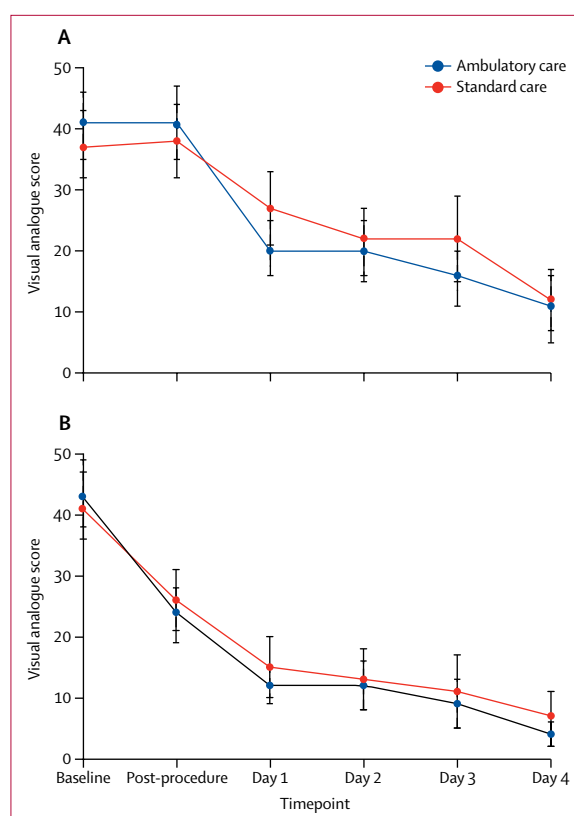 A
Ambulatory care
Standard care
50
40
30
20
10
0
Visual analogue score
B
50
40
30
20
10
0
Visual analogue score
Baseline Post-procedure Day 1 Day 2 Day 3 Day 4
Timepoint